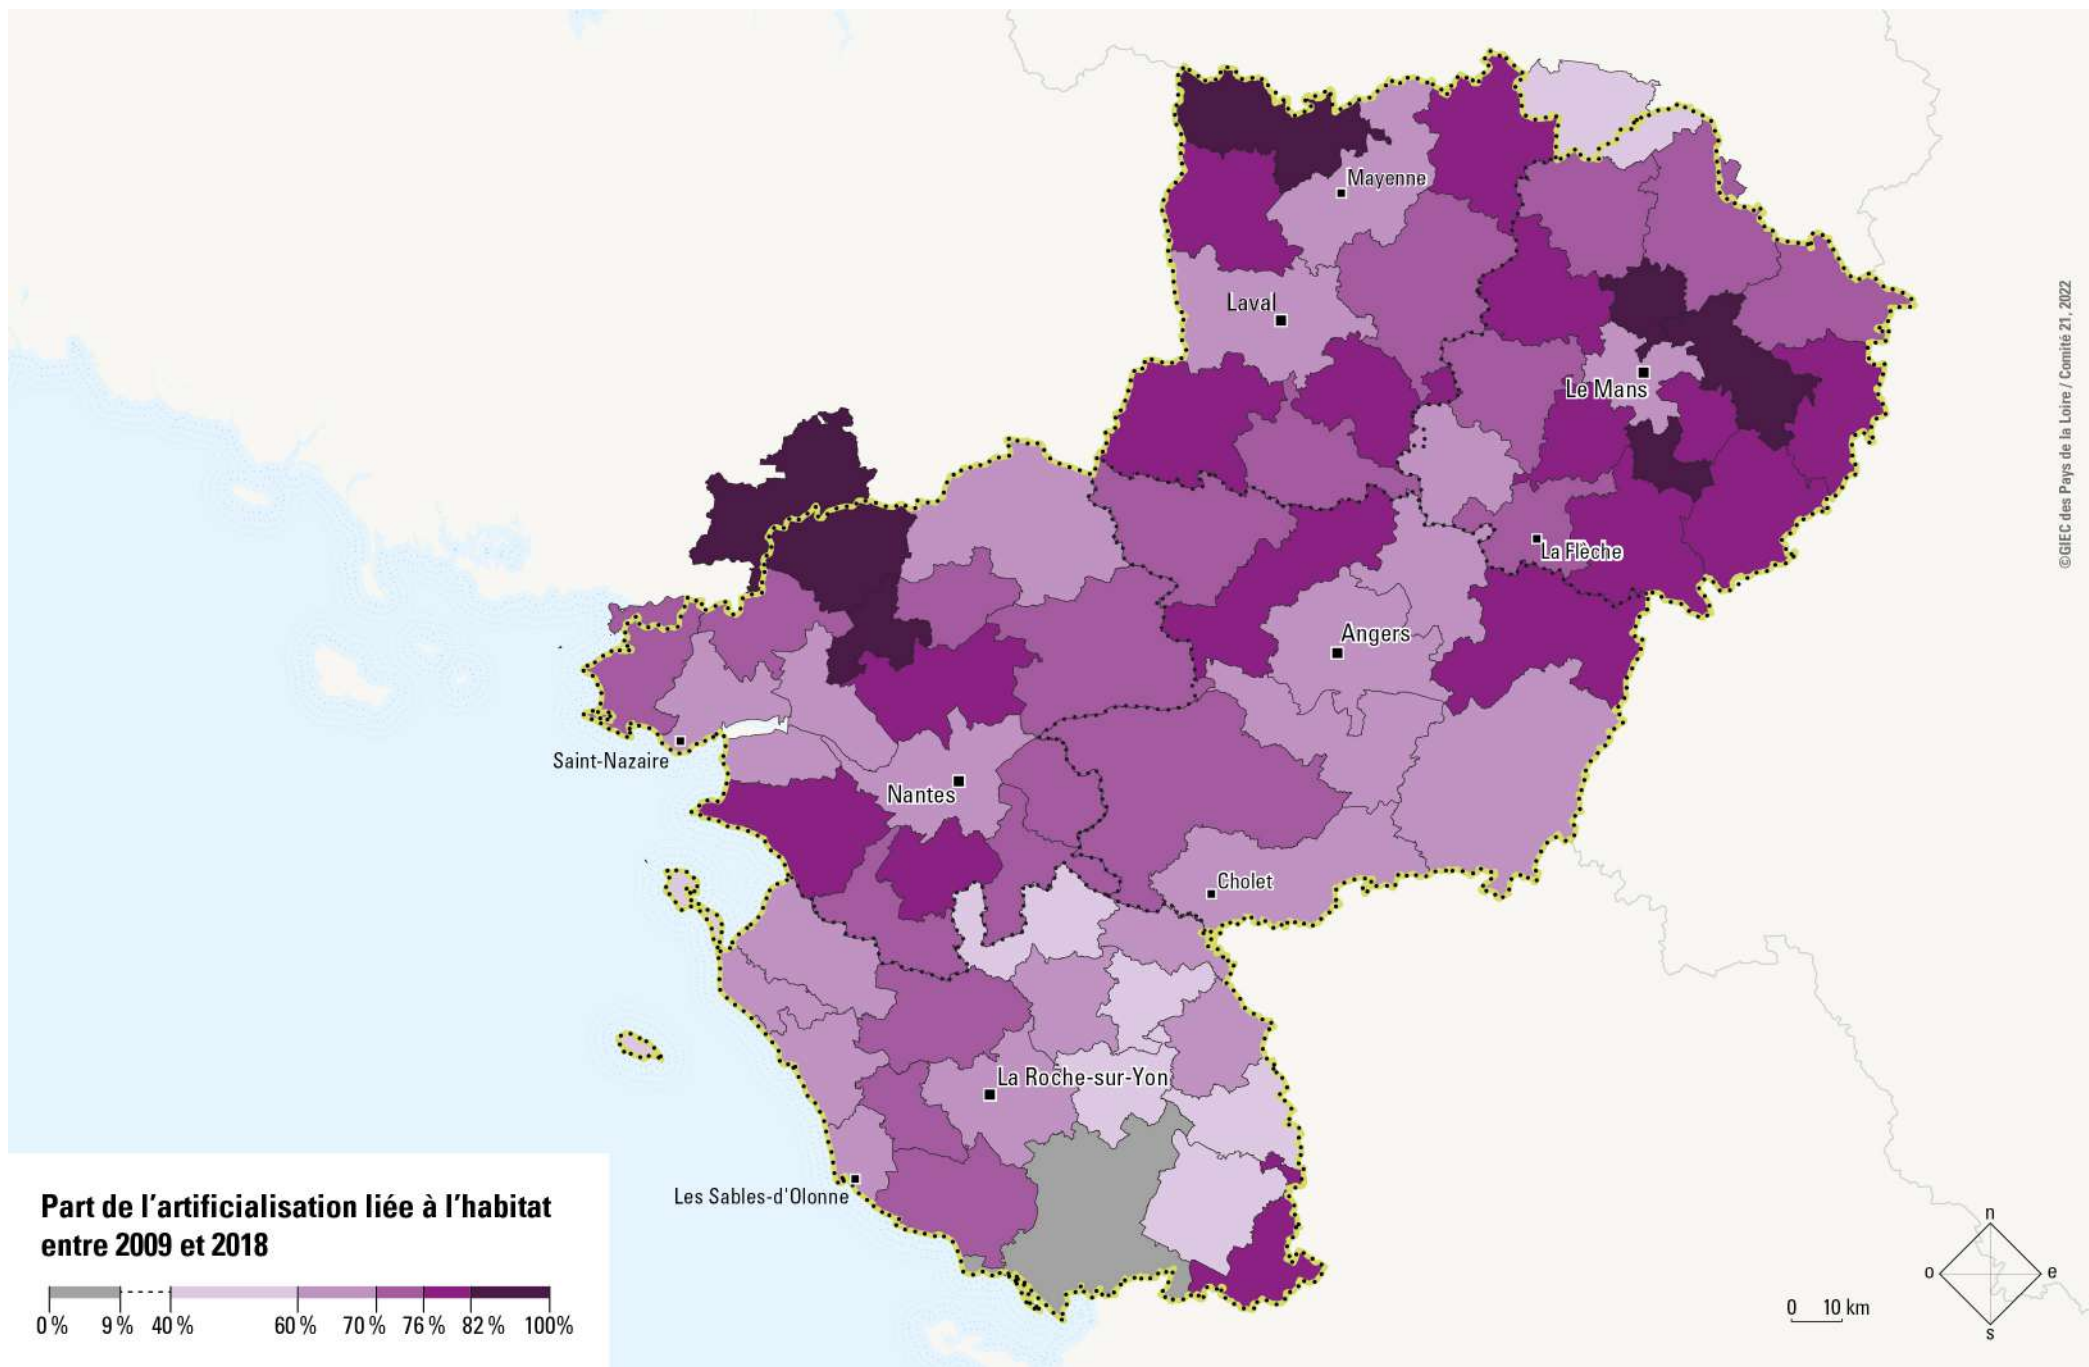 Mayenne
Laval
Le Mans
La Flèche
Angers
Saint-Nazaire
Nantes
Cholet
La Roche-sur-Yon
Les Sables-d'Olonne
©GIEC des Pays de la Loire / Comité 21, 2022
Part de l'artificialisation liée à l'habitat
entre 2009 et 2018
0 % 9 % 40 % 60 % 70 % 76 % 82 % 100%
0 10 km
n
o e
s